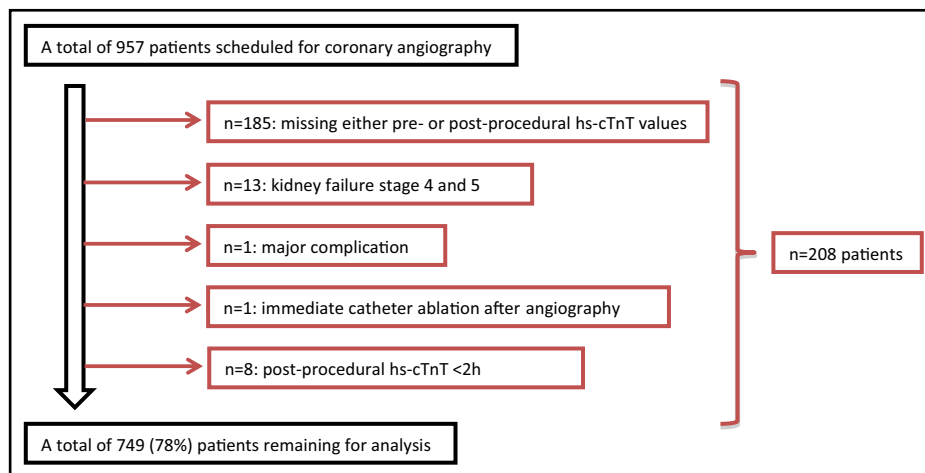 A total of 957 patients scheduled for coronary angiography
n=185: missing either pre- or post-procedural hs-cTnT values
n=13: kidney failure stage 4 and 5
n=1: major complication
n=208 patients
n=1: immediate catheter ablation after angiography
n=8: post-procedural hs-cTnT <2h
A total of 749 (78%) patients remaining for analysis